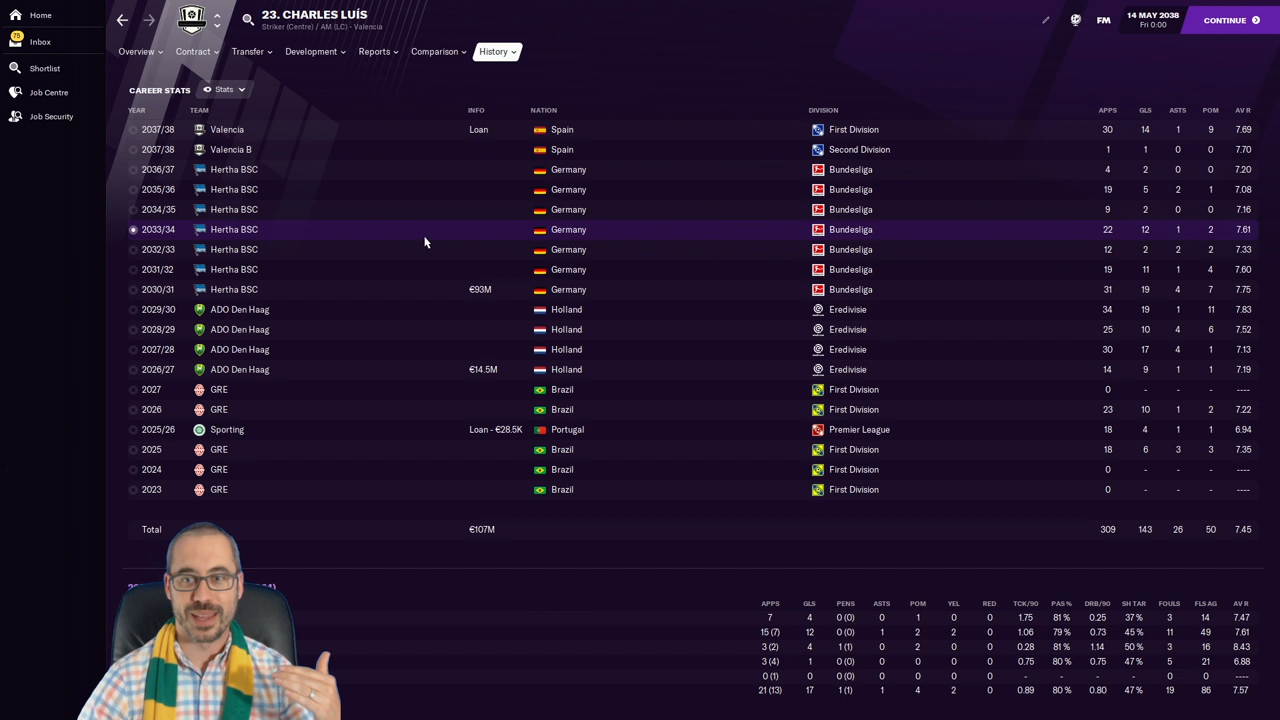 Home
Inbox
75
Shortlist
Job Centre
Job Security
23. CHARLES LUÍS
Striker (Centre) / AM (LC) - Valencia
FM
14 MAY 2038
Fri 0:00
CONTINUE
Overview Contract Transfer Development Reports Comparison History
CAREER STATS Stats
YEAR TEAM INFO NATION DIVISION APPS GLS ASTS POM AV R
2037/38 Valencia Loan Spain First Division 30 14 1 9 7.69
2037/38 Valencia B Spain Second Division 1 1 0 0 7.70
2036/37 Hertha BSC Germany Bundesliga 4 2 0 0 7.20
2035/36 Hertha BSC Germany Bundesliga 19 5 2 1 7.08
2034/35 Hertha BSC Germany Bundesliga 9 2 0 0 7.16
2033/34 Hertha BSC Germany Bundesliga 22 12 1 2 7.61
2032/33 Hertha BSC Germany Bundesliga 12 2 2 2 7.33
2031/32 Hertha BSC Germany Bundesliga 19 11 1 4 7.60
2030/31 Hertha BSC €93M Germany Bundesliga 31 19 4 7 7.75
2029/30 ADO Den Haag Holland Eredivisie 34 19 1 11 7.83
2028/29 ADO Den Haag Holland Eredivisie 25 10 4 6 7.52
2027/28 ADO Den Haag Holland Eredivisie 30 17 4 1 7.13
2026/27 ADO Den Haag €14.5M Holland Eredivisie 14 9 1 1 7.19
2027 GRE Brazil First Division 0 - - - ----
2026 GRE Brazil First Division 23 10 1 2 7.22
2025/26 Sporting Loan - €28.5K Portugal Premier League 18 4 1 1 6.94
2025 GRE Brazil First Division 18 6 3 3 7.35
2024 GRE Brazil First Division 0 - - - ----
2023 GRE Brazil First Division 0 - - - ----
Total €107M 309 143 26 50 7.45
APPS GLS PENS ASTS POM YEL RED TCK/90 PAS % DRB/90 SH TAR FOULS FLS AG AV R
7 4 0 (0) 0 1 0 0 1.75 81 % 0.25 37 % 3 14 7.47
15 (7) 12 0 (0) 1 2 2 0 1.06 79 % 0.73 45 % 11 49 7.61
3 (2) 4 1 (1) 0 2 0 0 0.28 81 % 1.14 50 % 3 16 8.43
3 (4) 1 0 (0) 0 0 0 0 0.75 80 % 0.75 47 % 5 21 6.88
0 (1) 0 0 (0) 0 0 0 0 - - - - 0 0 ----
21 (13) 17 1 (1) 1 4 2 0 0.89 80 % 0.80 47 % 19 86 7.57